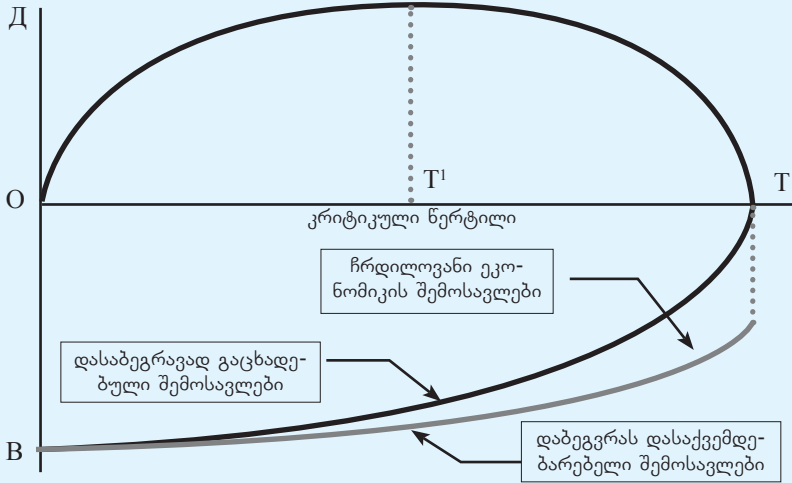 Д
T¹
T
O
კრიტიკული წერტილი
ჩრდილოვანი ეკო-
ნომიკის შემოსავლები
დასაბეგრავად გაცხადე-
ბული შემოსავლები
დაბეგვრას დასაქვემდე-
ბარებელი შემოსავლები
B